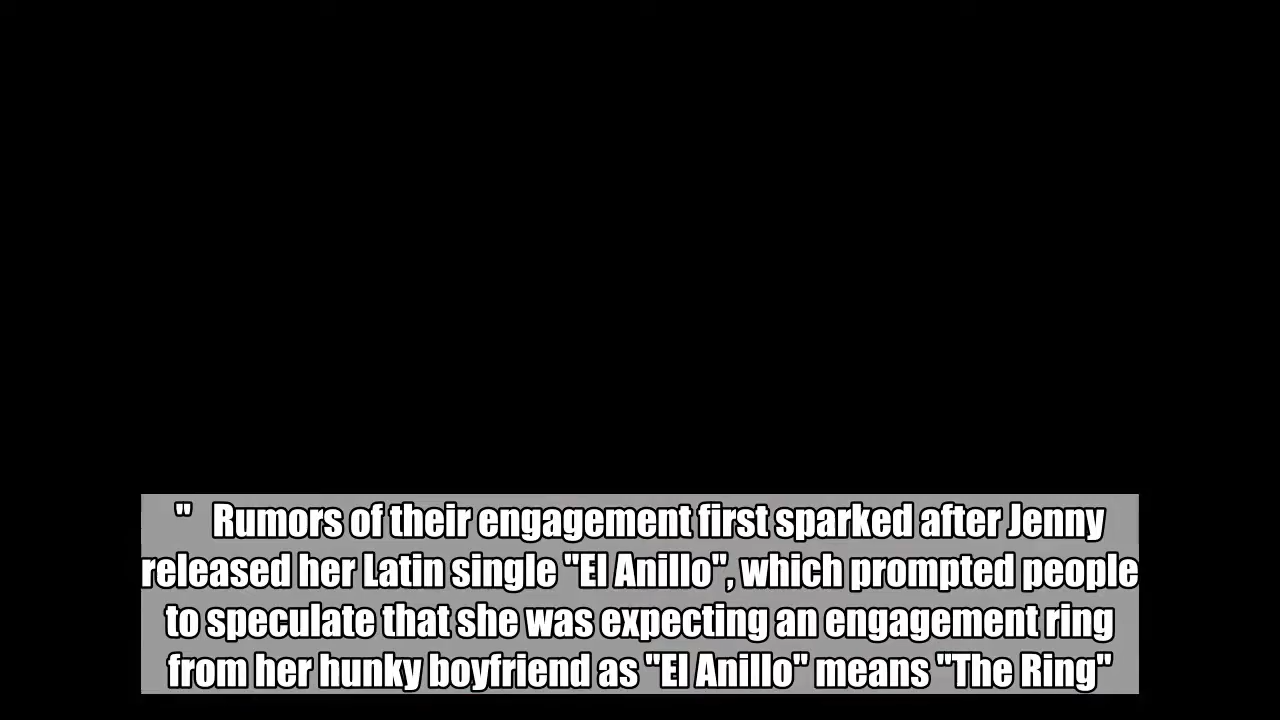 "   Rumors of their engagement first sparked after Jenny
released her Latin single "El Anillo", which prompted people
to speculate that she was expecting an engagement ring
from her hunky boyfriend as "El Anillo" means "The Ring"